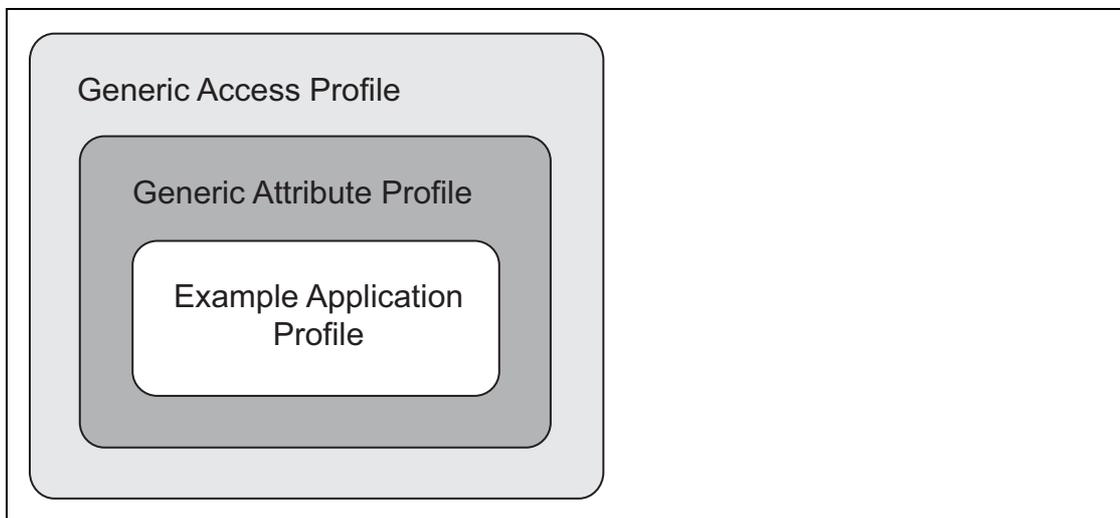 Generic Access Profile
Generic Attribute Profile
Example Application
Profile